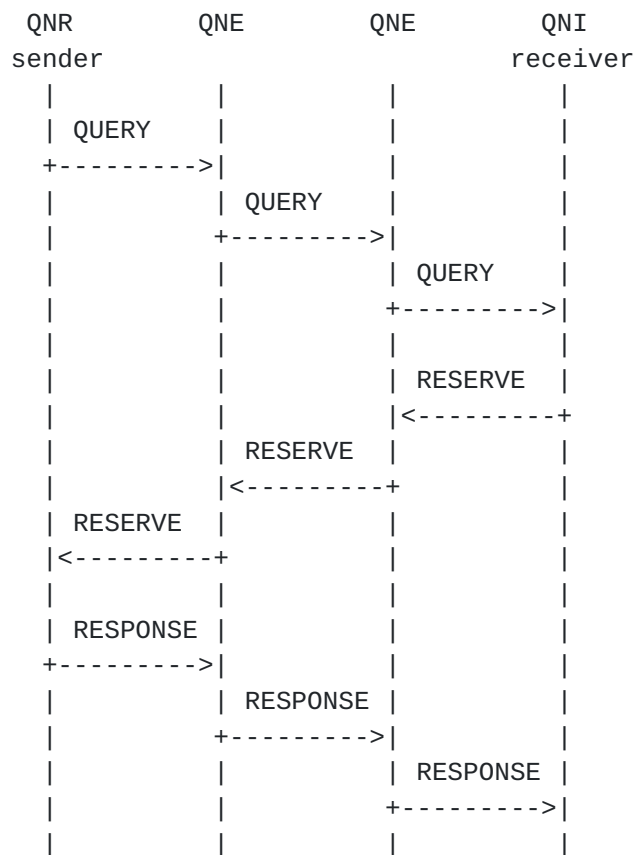 QNR QNE QNE QNI
sender receiver
QUERY
QUERY
QUERY
RESERVE
RESERVE
RESERVE
RESPONSE
RESPONSE
RESPONSE